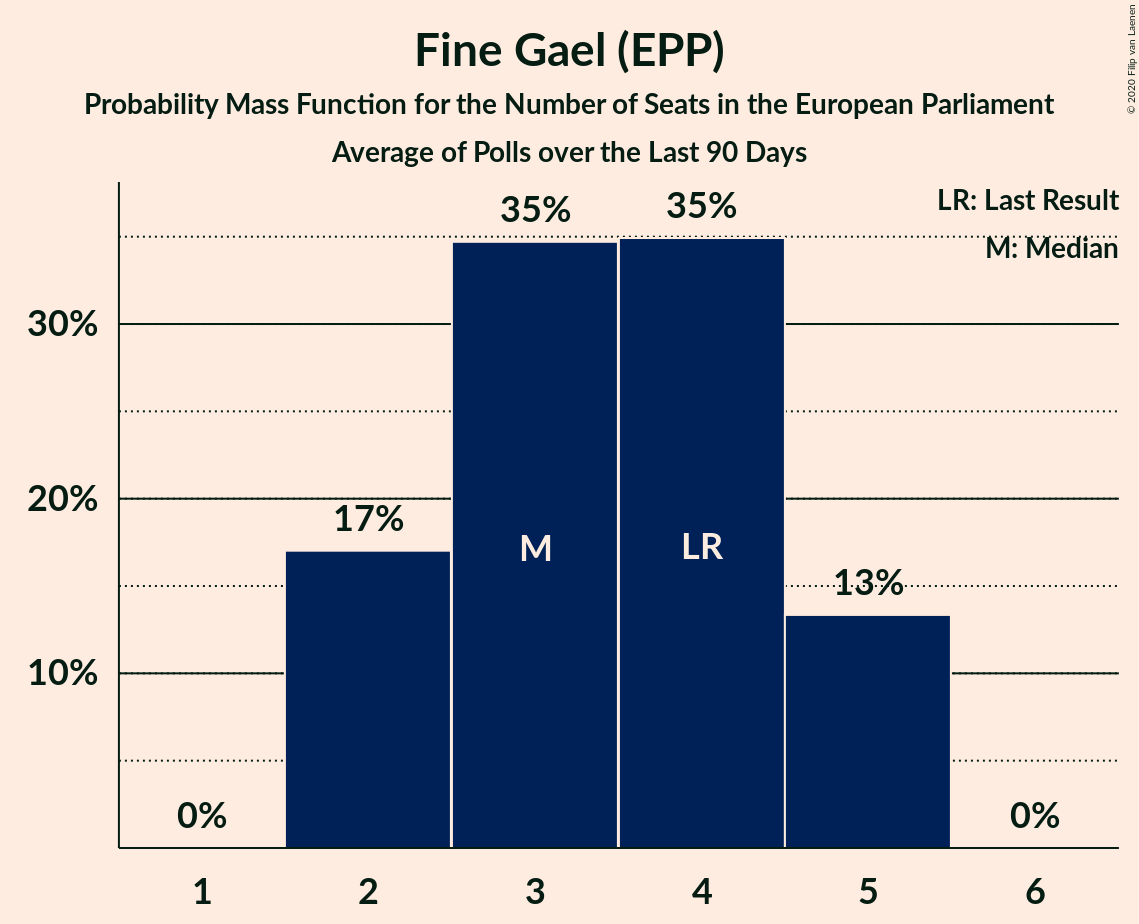 Fine Gael (EPP)
Probability Mass Function for the Number of Seats in the European Parliament
Average of Polls over the Last 90 Days
© 2020 Filip van Laenen
LR: Last Result
M: Median
35%
35%
30%
20%
17%
M
LR
13%
10%
0%
0%
1
2
3
4
5
6